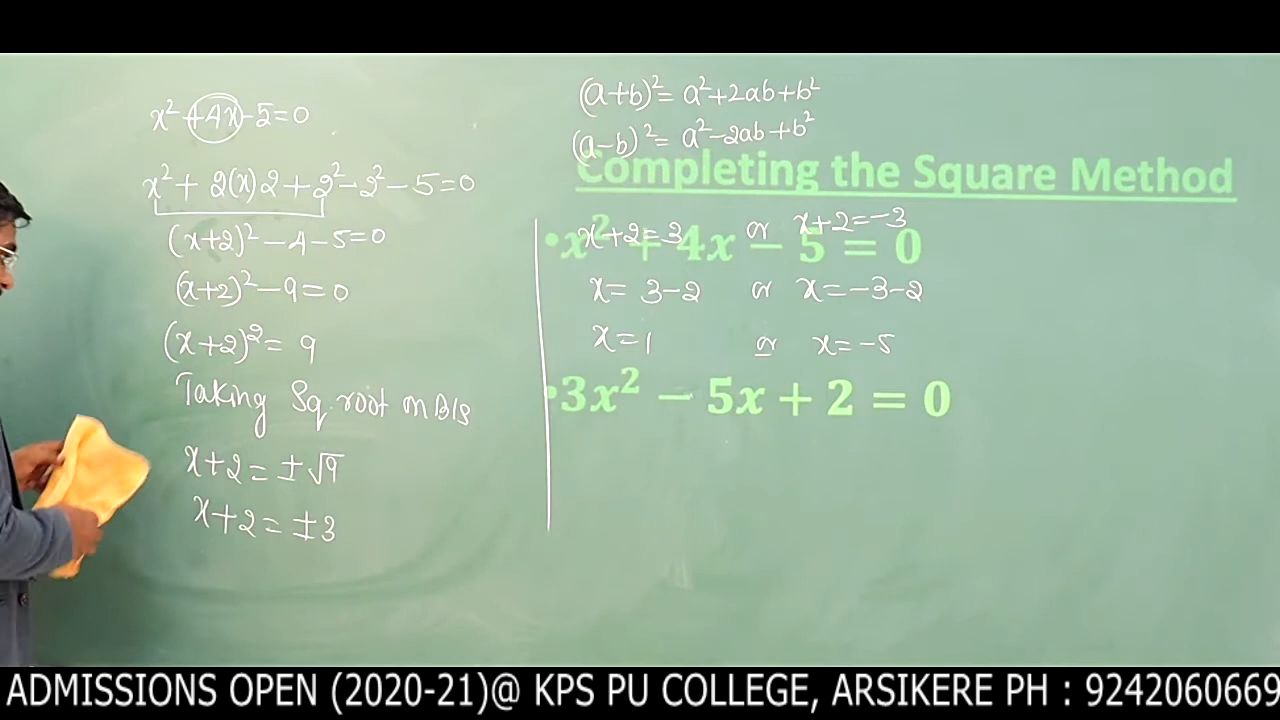 x² + 4x - 5 = 0
x² + 2(x)2 + 2² - 2² - 5 = 0
(x+2)² - 4 - 5 = 0
(x+2)² - 9 = 0
(x+2)² = 9
Taking Sq. root on B/S
x+2 = ±√9
x+2 = ±3
(a+b)² = a² + 2ab + b²
(a-b)² = a² - 2ab + b²
Completing the Square Method
x+2 = 3 or x+2 = -3
•x² + 4x − 5 = 0
x = 3-2 or x = -3-2
x = 1 or x = -5
•3x² − 5x + 2 = 0
ADMISSIONS OPEN (2020-21)@ KPS PU COLLEGE, ARSIKERE PH : 9242060669